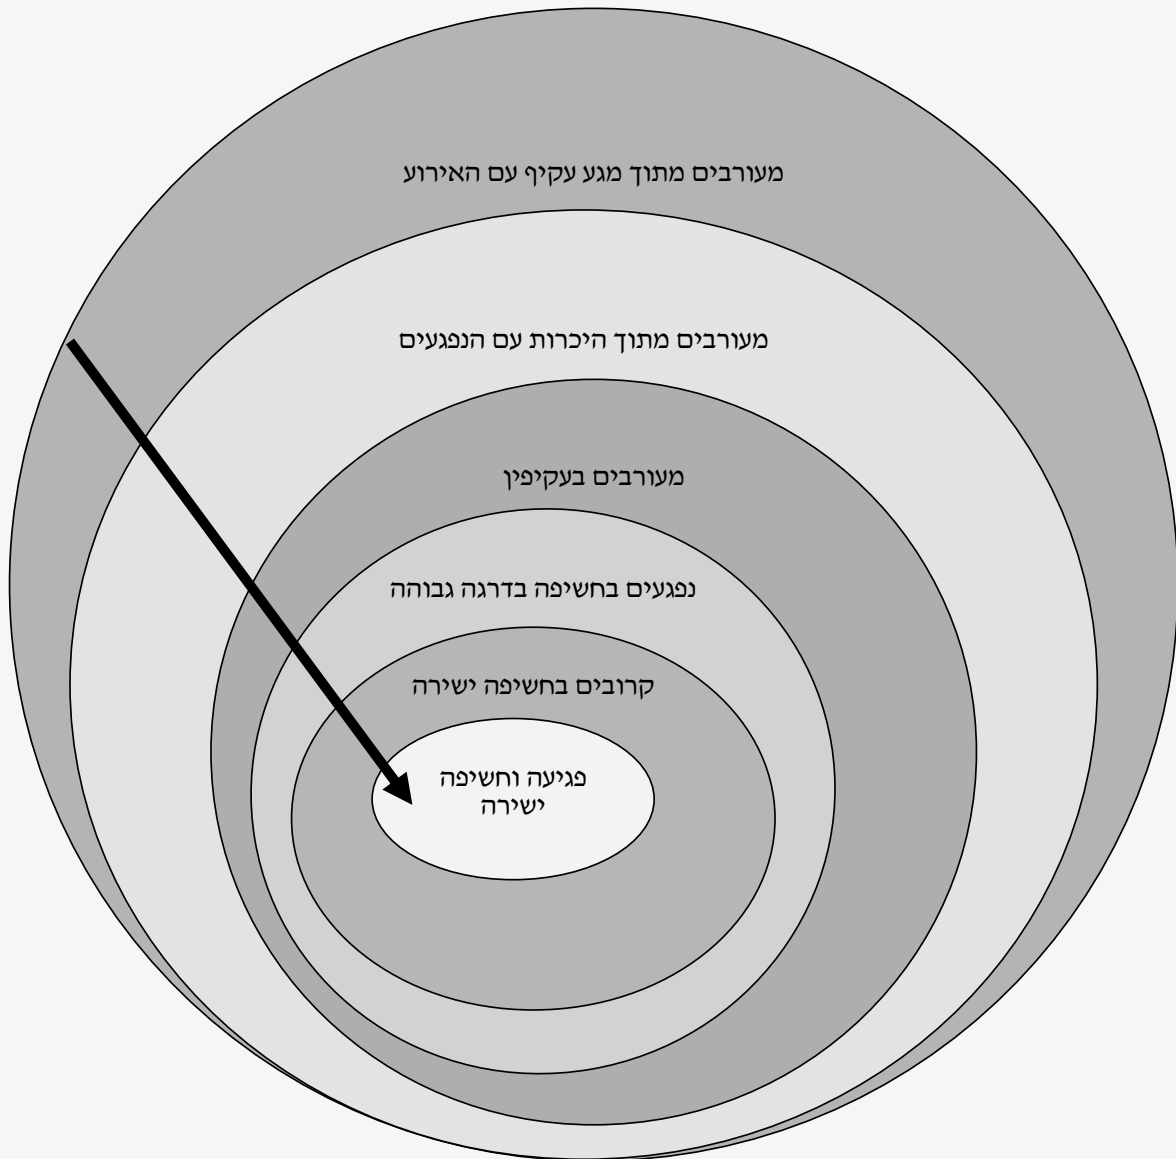 מעורבים מתוך מגע עקיף עם האירוע
מעורבים מתוך היכרות עם הנפגעים
מעורבים בעקיפין
נפגעים בחשיפה בדרגה גבוהה
קרובים בחשיפה ישירה
פגיעה וחשיפה
ישירה